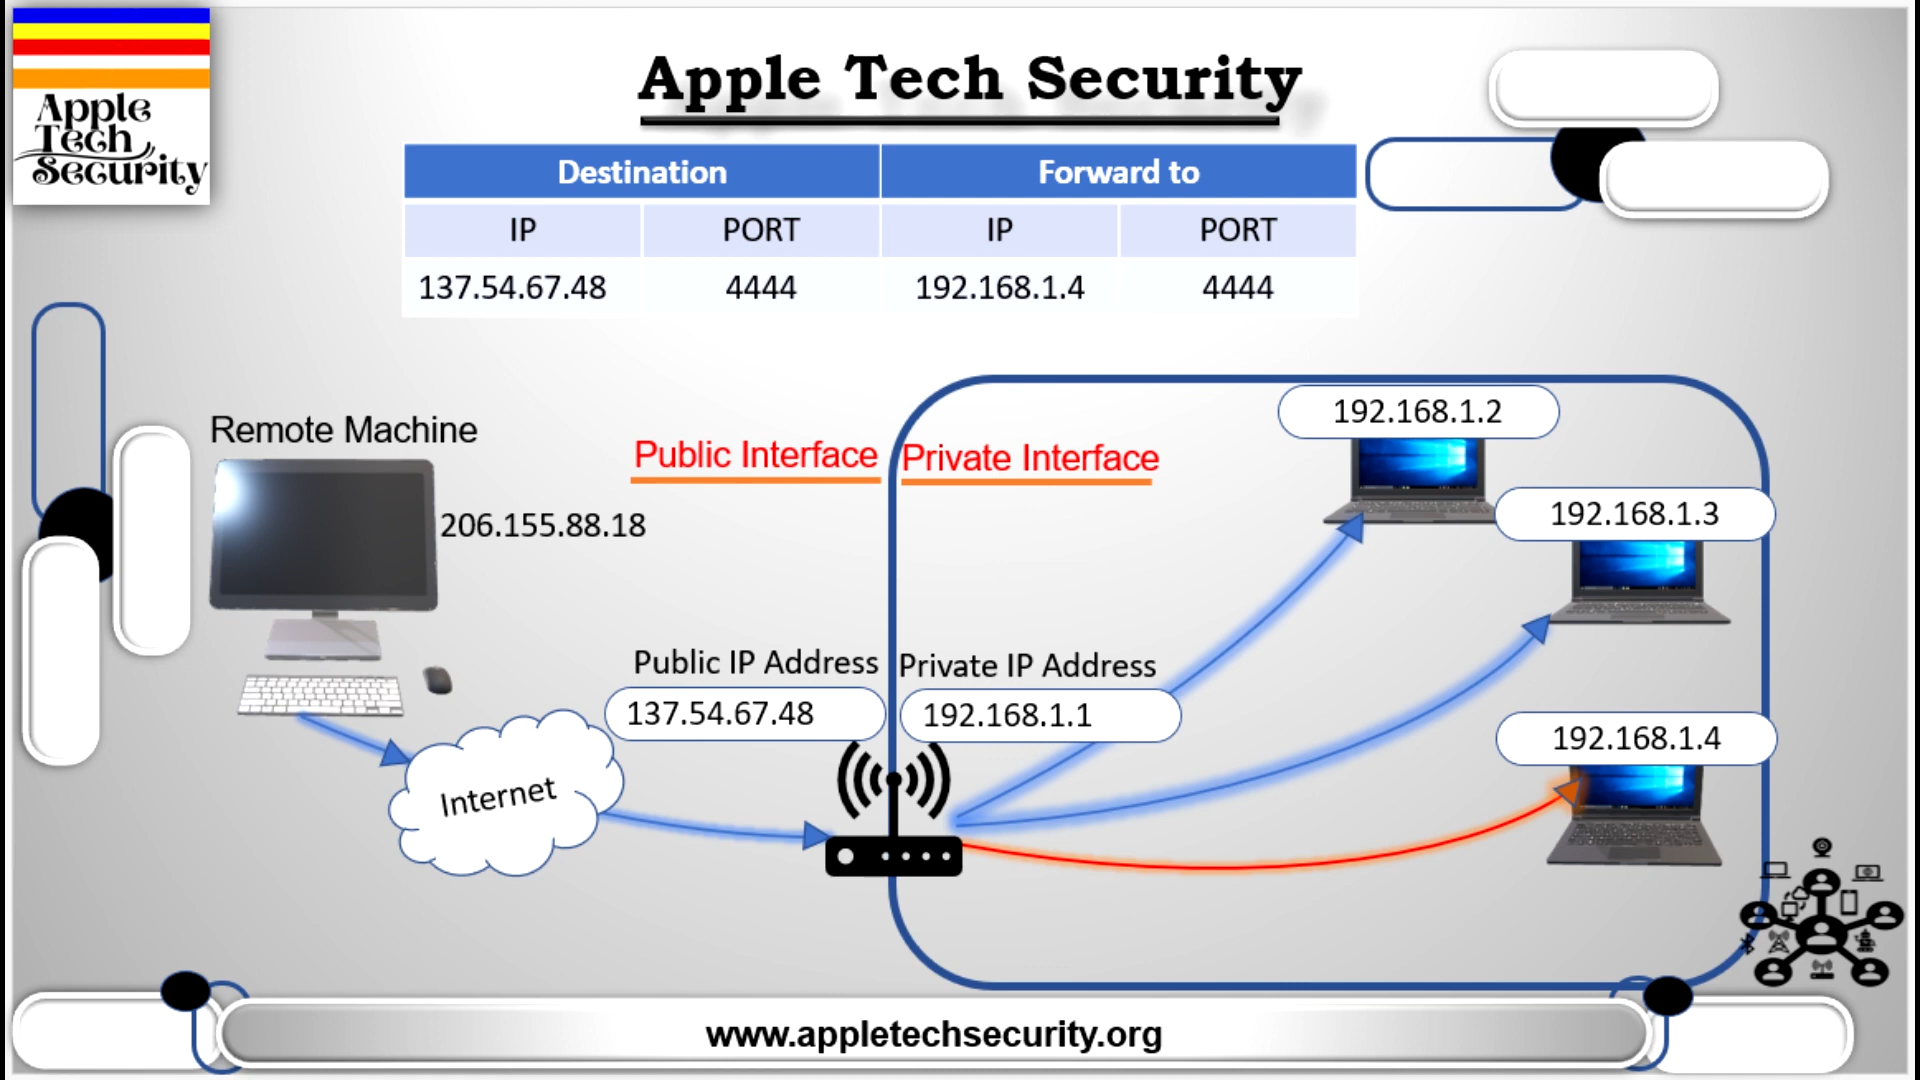 Apple
Tech
Security
Apple Tech Security
Destination Forward to
IP PORT IP PORT
137.54.67.48 4444 192.168.1.4 4444
Remote Machine
206.155.88.18
Public Interface
Private Interface
192.168.1.2
192.168.1.3
Public IP Address
137.54.67.48
Private IP Address
192.168.1.1
192.168.1.4
Internet
www.appletechsecurity.org